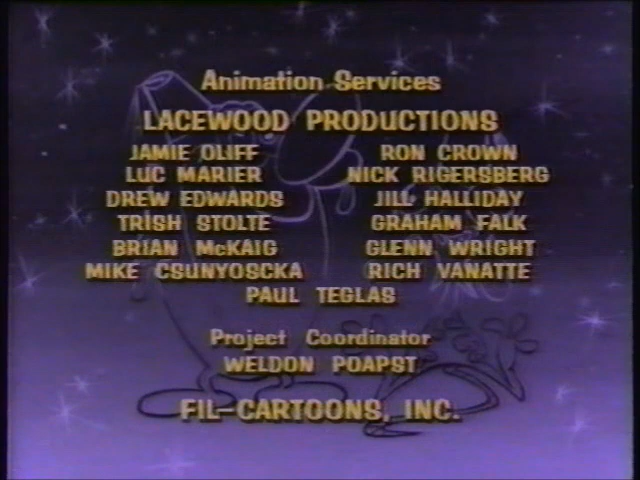 Animation Services
LACEWOOD PRODUCTIONS
JAMIE OLIFF RON CROWN
LUC MARIER NICK RIGERSBERG
DREW EDWARDS JILL HALLIDAY
TRISH STOLTE GRAHAM FALK
BRIAN McKAIG GLENN WRIGHT
MIKE CSUNYOSCKA RICH VANATTE
PAUL TEGLAS
Project Coordinator
WELDON POAPST
FIL-CARTOONS, INC.